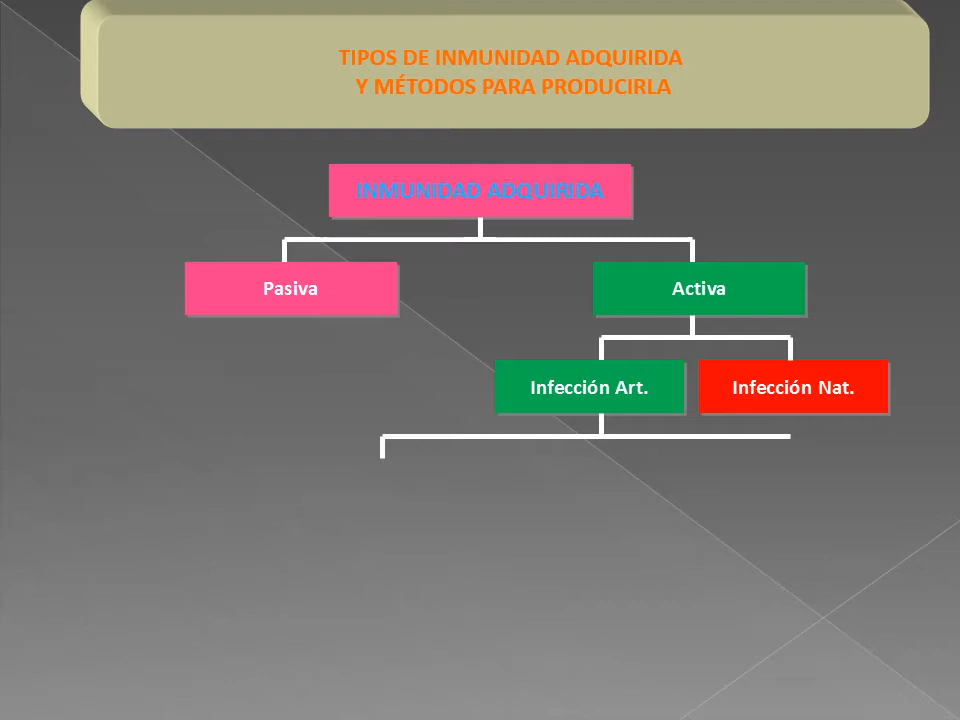 TIPOS DE INMUNIDAD ADQUIRIDA
Y MÉTODOS PARA PRODUCIRLA
INMUNIDAD ADQUIRIDA
Pasiva
Activa
Infección Art.
Infección Nat.